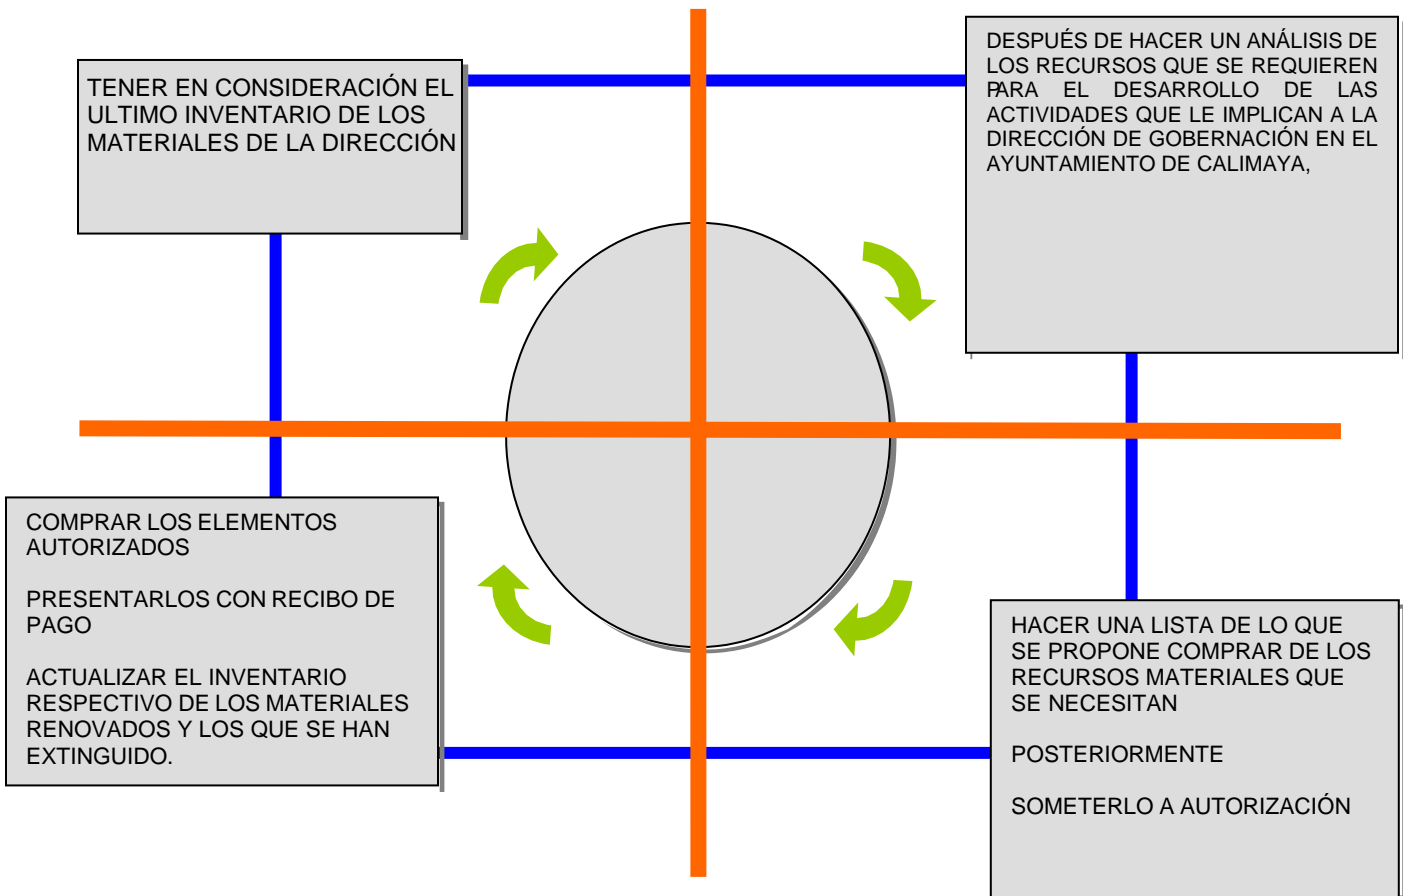 TENER EN CONSIDERACIÓN EL
ULTIMO INVENTARIO DE LOS
MATERIALES DE LA DIRECCIÓN
DESPUÉS DE HACER UN ANÁLISIS DE
LOS RECURSOS QUE SE REQUIEREN
PARA EL DESARROLLO DE LAS
ACTIVIDADES QUE LE IMPLICAN A LA
DIRECCIÓN DE GOBERNACIÓN EN EL
AYUNTAMIENTO DE CALIMAYA,
COMPRAR LOS ELEMENTOS
AUTORIZADOS
PRESENTARLOS CON RECIBO DE
PAGO
ACTUALIZAR EL INVENTARIO
RESPECTIVO DE LOS MATERIALES
RENOVADOS Y LOS QUE SE HAN
EXTINGUIDO.
HACER UNA LISTA DE LO QUE
SE PROPONE COMPRAR DE LOS
RECURSOS MATERIALES QUE
SE NECESITAN
POSTERIORMENTE
SOMETERLO A AUTORIZACIÓN